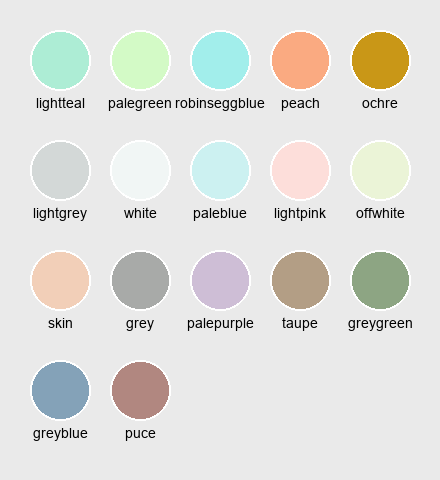 lightteal palegreen robinseggblue peach ochre
lightgrey white paleblue lightpink offwhite
skin grey palepurple taupe greygreen
greyblue puce